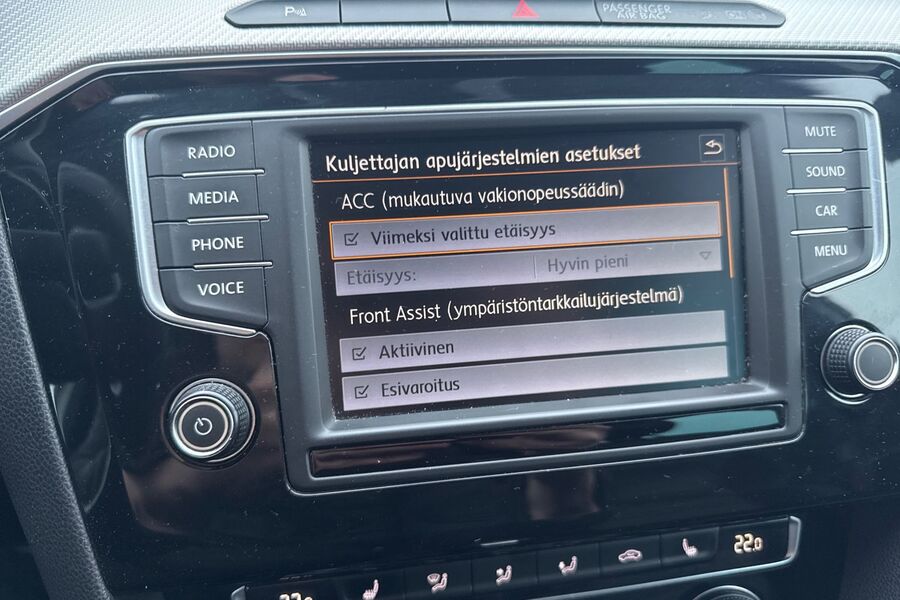 PASSENGER
AIR BAG
RADIO
MEDIA
PHONE
VOICE
Kuljettajan apujärjestelmien asetukset
ACC (mukautuva vakionopeussäädin)
Viimeksi valittu etäisyys
Etäisyys: Hyvin pieni
Front Assist (ympäristöntarkkailujärjestelmä)
Aktiivinen
Esivaroitus
MUTE
SOUND
CAR
MENU
22.0